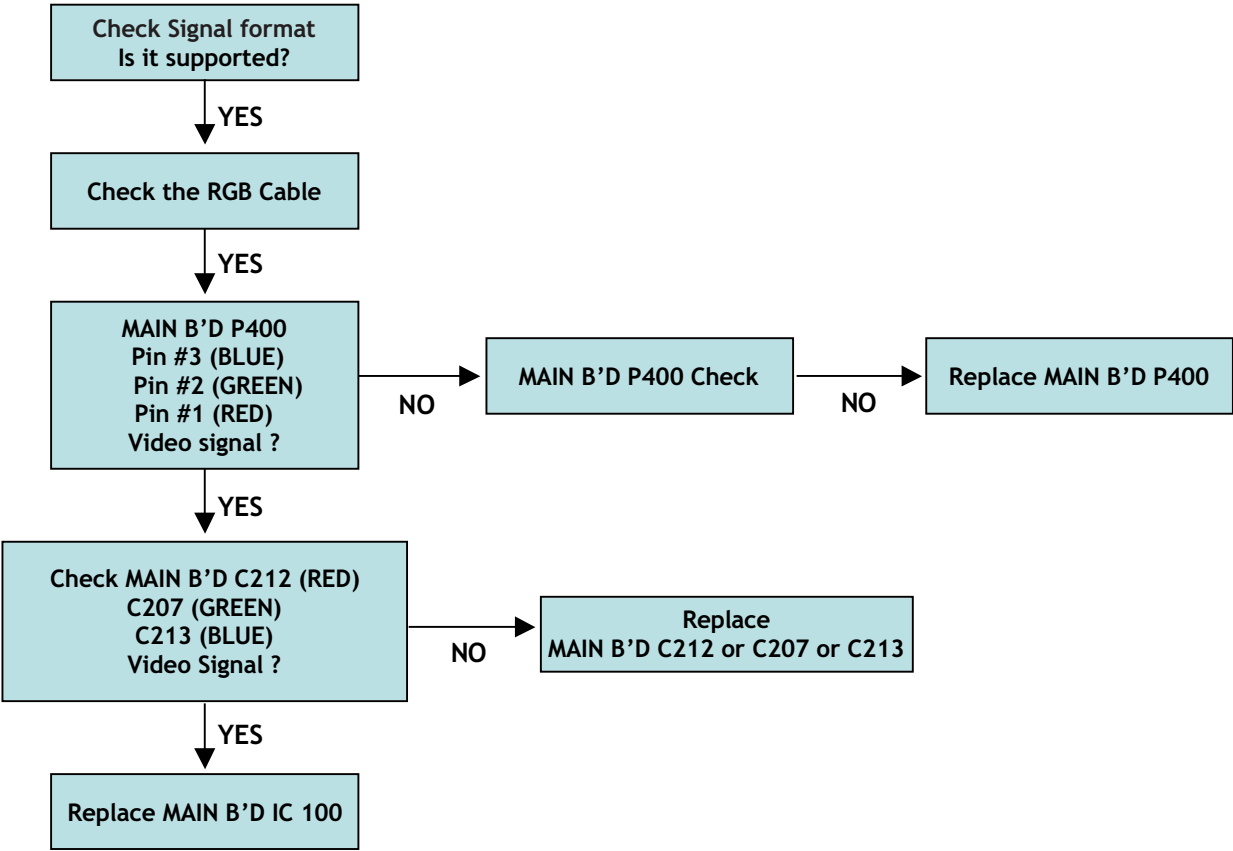 Check Signal format
Is it supported?
YES
Check the RGB Cable
YES
MAIN B’D P400
Pin #3 (BLUE)
Pin #2 (GREEN)
Pin #1 (RED)
Video signal ?
NO
MAIN B’D P400 Check
NO
Replace MAIN B’D P400
YES
Check MAIN B’D C212 (RED)
C207 (GREEN)
C213 (BLUE)
Video Signal ?
NO
Replace
MAIN B’D C212 or C207 or C213
YES
Replace MAIN B’D IC 100